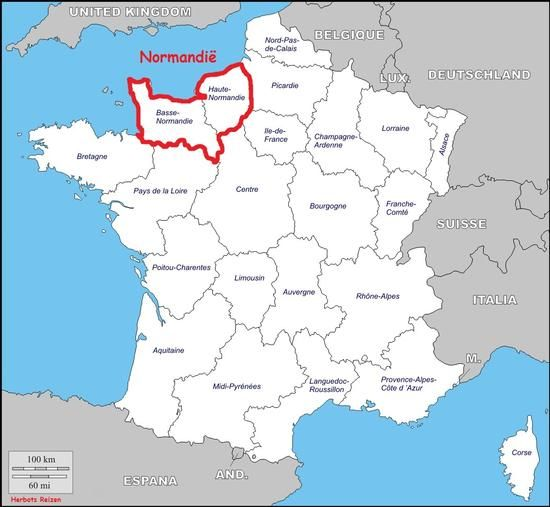 UNITED KINGDOM
Normandië
Nord-Pas-
de-Calais
BELGIQUE
LUX.
DEUTSCHLAND
Haute-
Normandie
Picardie
Basse-
Normandie
Ile-de-
France
Champagne-
Ardenne
Lorraine
Alsace
Bretagne
Pays de la Loire
Centre
Bourgogne
Franche-
Comté
SUISSE
Poitou-Charentes
Limousin
Auvergne
Rhône-Alpes
ITALIA
Aquitaine
Midi-Pyrénées
Languedoc-
Roussillon
Provence-Alpes-
Côte d 'Azur
M.
Corse
100 km
60 mi
Herbots Reizen
ESPANA
AND.